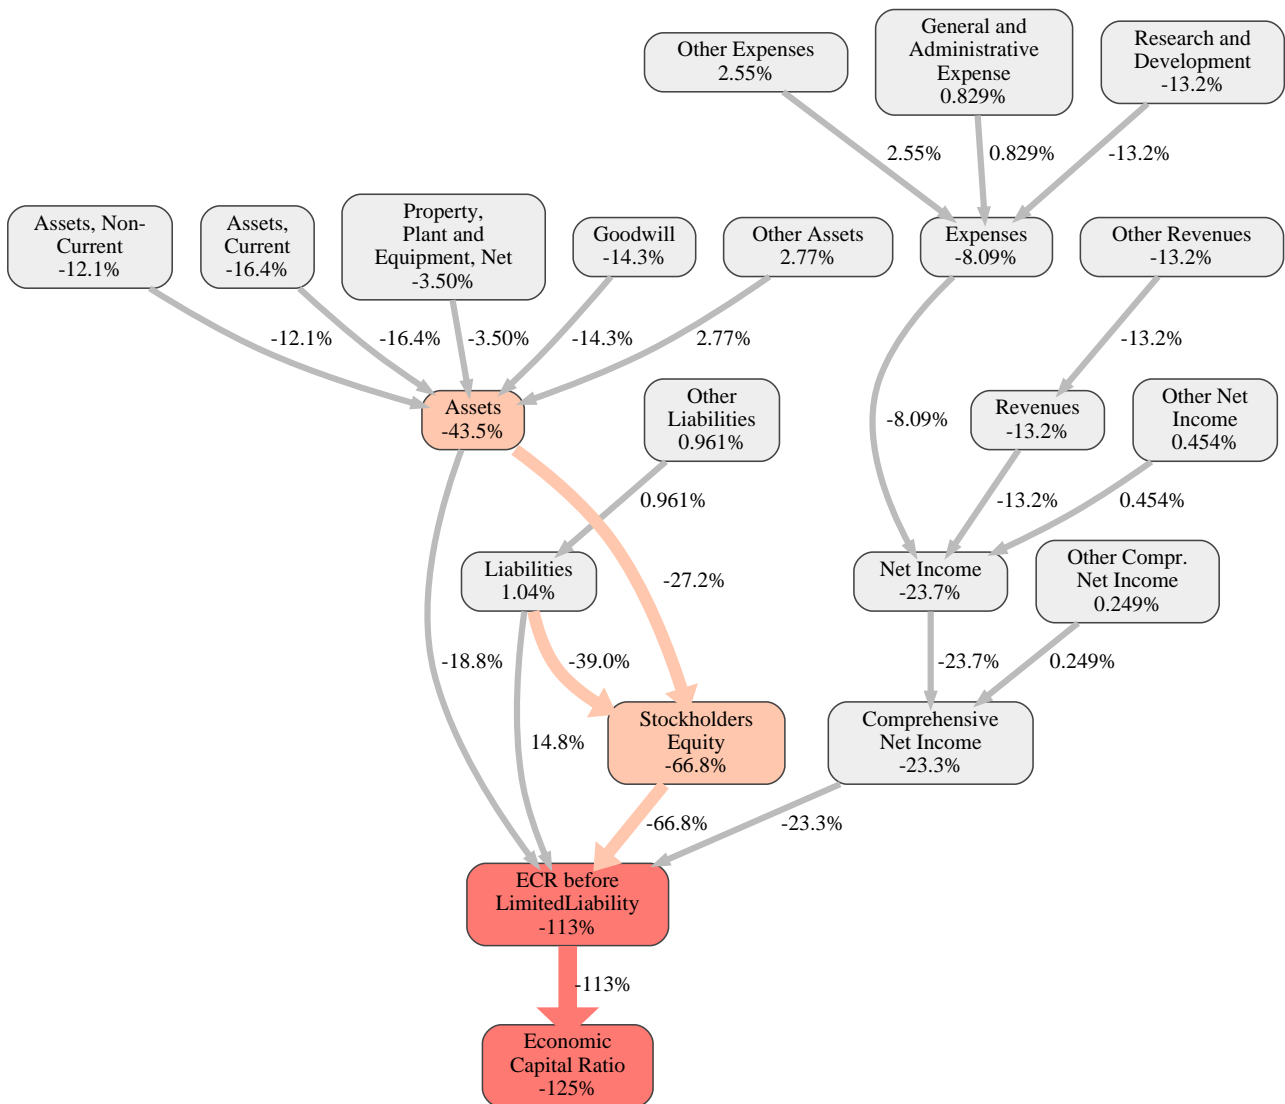 Other Expenses
2.55%
General and
Administrative
Expense
0.829%
Research and
Development
-13.2%
2.55%
0.829%
-13.2%
Assets, Non-
Current
-12.1%
Assets,
Current
-16.4%
Property,
Plant and
Equipment, Net
-3.50%
Goodwill
-14.3%
Other Assets
2.77%
Expenses
-8.09%
Other Revenues
-13.2%
-12.1%
-16.4%
-3.50%
-14.3%
2.77%
-13.2%
Assets
-43.5%
Other
Liabilities
0.961%
-8.09%
Revenues
-13.2%
Other Net
Income
0.454%
0.961%
-13.2%
0.454%
Liabilities
1.04%
-27.2%
Net Income
-23.7%
Other Compr.
Net Income
0.249%
-18.8%
-39.0%
-23.7%
0.249%
14.8%
Stockholders
Equity
-66.8%
Comprehensive
Net Income
-23.3%
-66.8%
-23.3%
ECR before
LimitedLiability
-113%
-113%
Economic
Capital Ratio
-125%